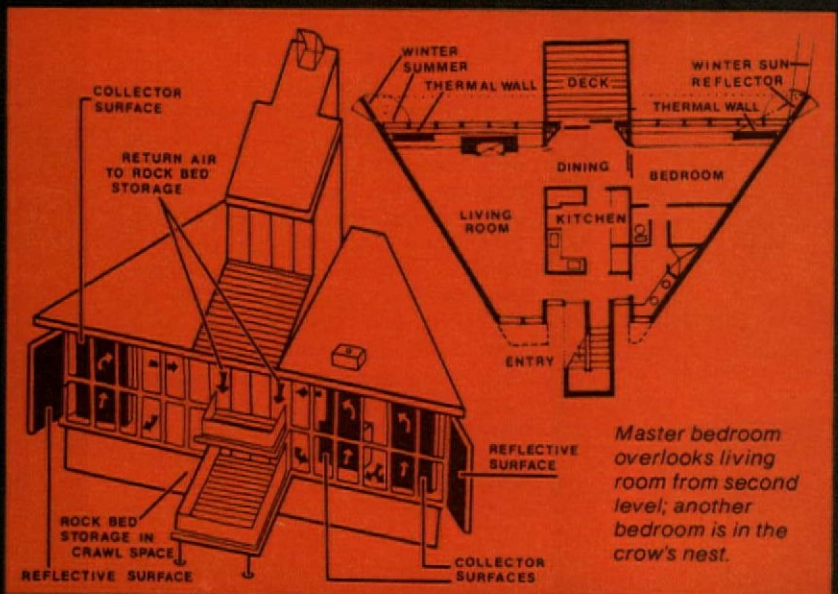 COLLECTOR
SURFACE
RETURN AIR
TO ROCK BED
STORAGE
ROCK BED
STORAGE IN
CRAWL SPACE
REFLECTIVE SURFACE
REFLECTIVE
SURFACE
COLLECTOR
SURFACES
WINTER
SUMMER
THERMAL WALL
DECK
WINTER SUN
REFLECTOR
THERMAL WALL
DINING
BEDROOM
LIVING
ROOM
KITCHEN
ENTRY
Master bedroom
overlooks living
room from second
level; another
bedroom is in the
crow's nest.